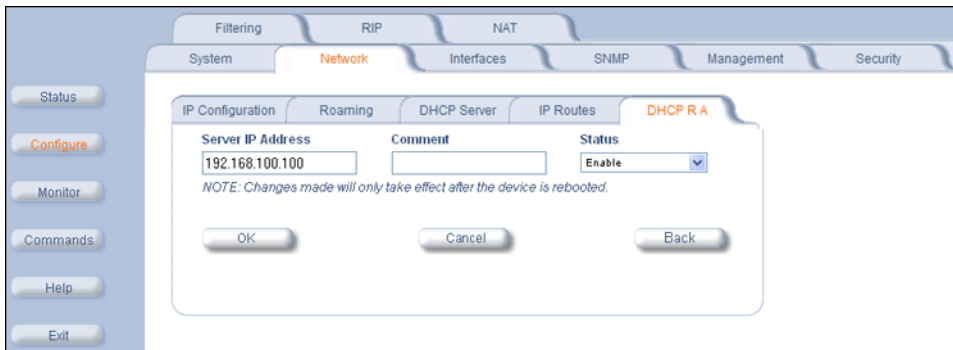 Filtering RIP NAT
System Network Interfaces SNMP Management Security
Status
Configure
Monitor
Commands
Help
Exit
IP Configuration Roaming DHCP Server IP Routes DHCP R A
Server IP Address Comment Status
192.168.100.100 Enable
NOTE: Changes made will only take effect after the device is rebooted.
OK Cancel Back